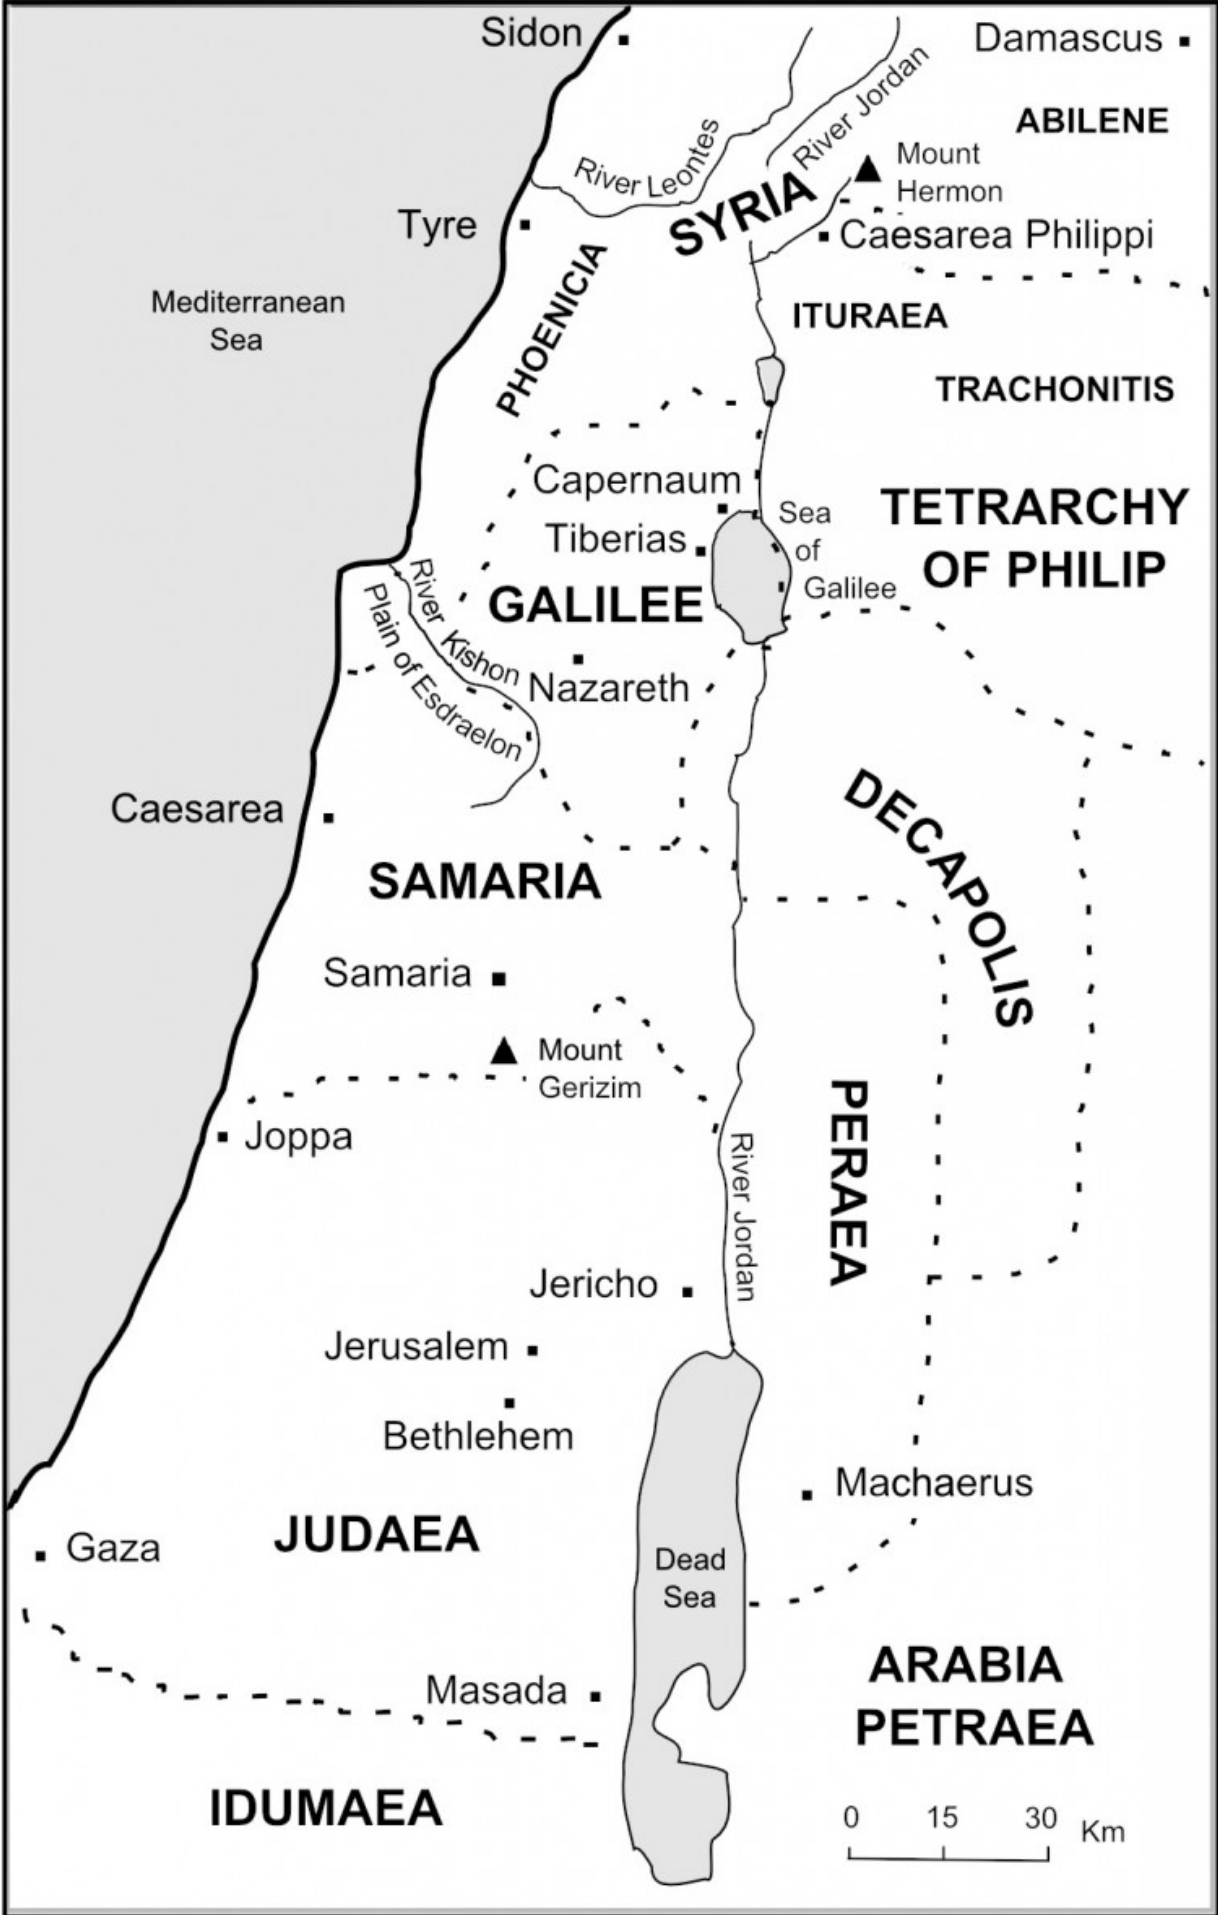 Sidon
Damascus
River Jordan
ABILENE
River Leontes
Mount
Hermon
SYRIA
Tyre
Caesarea Philippi
PHOENICIA
Mediterranean
Sea
ITURAEA
TRACHONITIS
Capernaum
TETRARCHY
OF PHILIP
Sea
of
Galilee
Tiberias
GALILEE
River Kishon
Plain of Esdraelon
Nazareth
Caesarea
DECAPOLIS
SAMARIA
Samaria
Mount
Gerizim
PERAEA
Joppa
River Jordan
Jericho
Jerusalem
Bethlehem
Machaerus
JUDAEA
Gaza
Dead
Sea
ARABIA
PETRAEA
Masada
IDUMAEA
0 15 30 Km